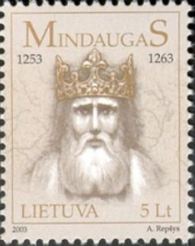 MINDAUGAS
1253 1263
LIETUVA 5 Lt
2003 A. Repšys